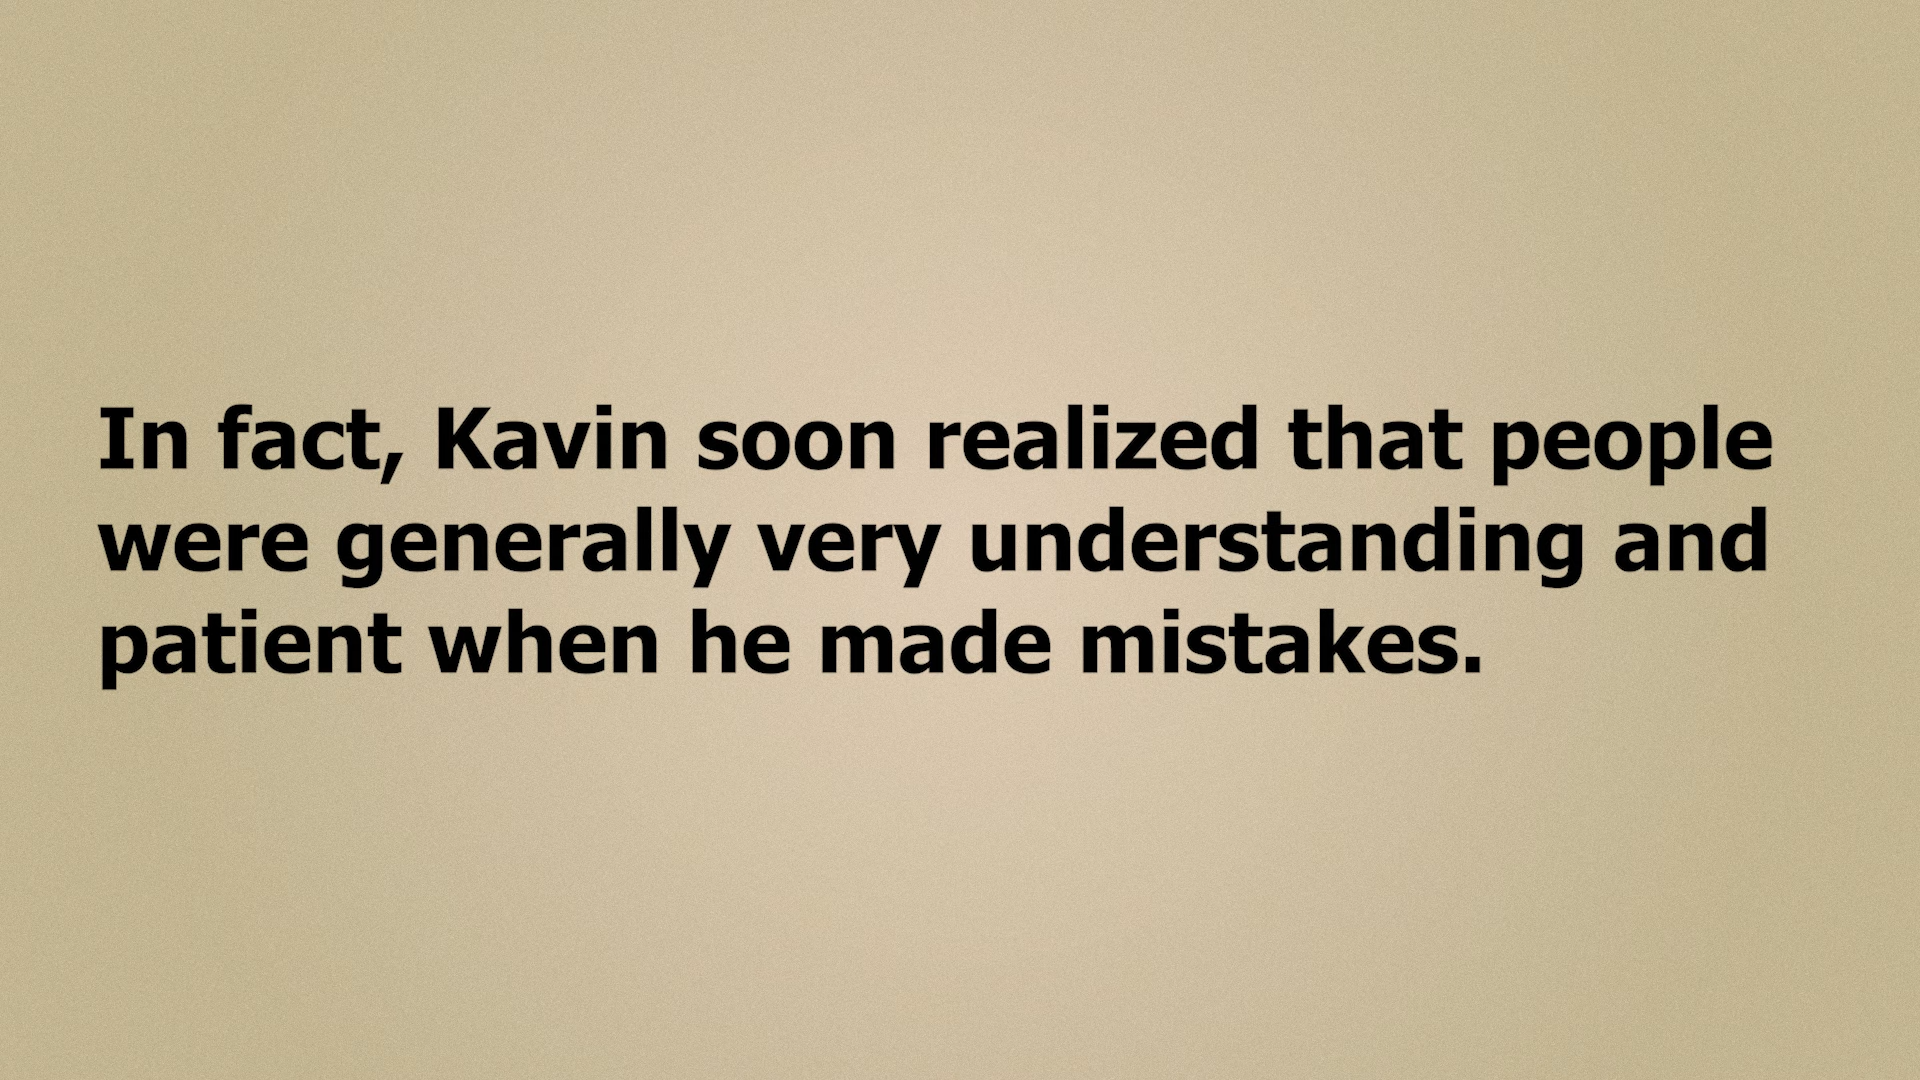 In fact, Kavin soon realized that people
were generally very understanding and
patient when he made mistakes.